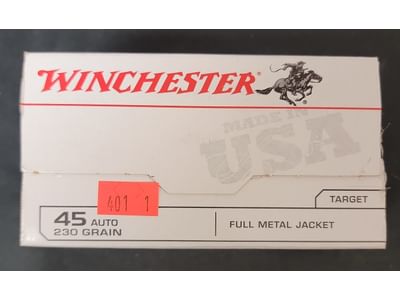 WINCHESTER
MADE IN
USA
401 1
TARGET
45 AUTO
230 GRAIN
FULL METAL JACKET